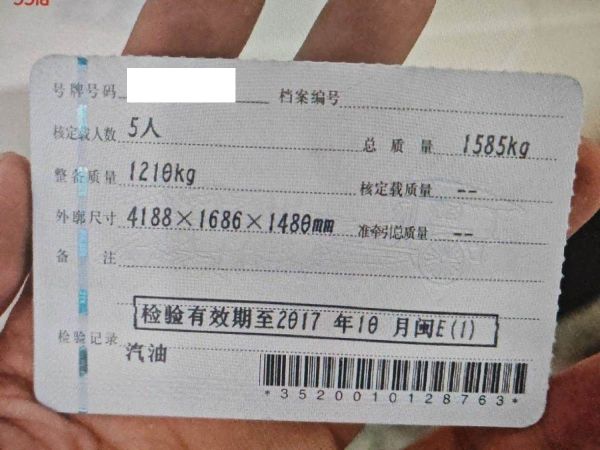 号牌号码 档案编号
核定载人数 5人 总质量 1585kg
整备质量 1210kg 核定载质量 --
外廓尺寸 4188×1686×1480mm 准牵引总质量 --
备注
检验有效期至2017 年10 月闽E(1)
检验记录
汽油
*3520010128763*